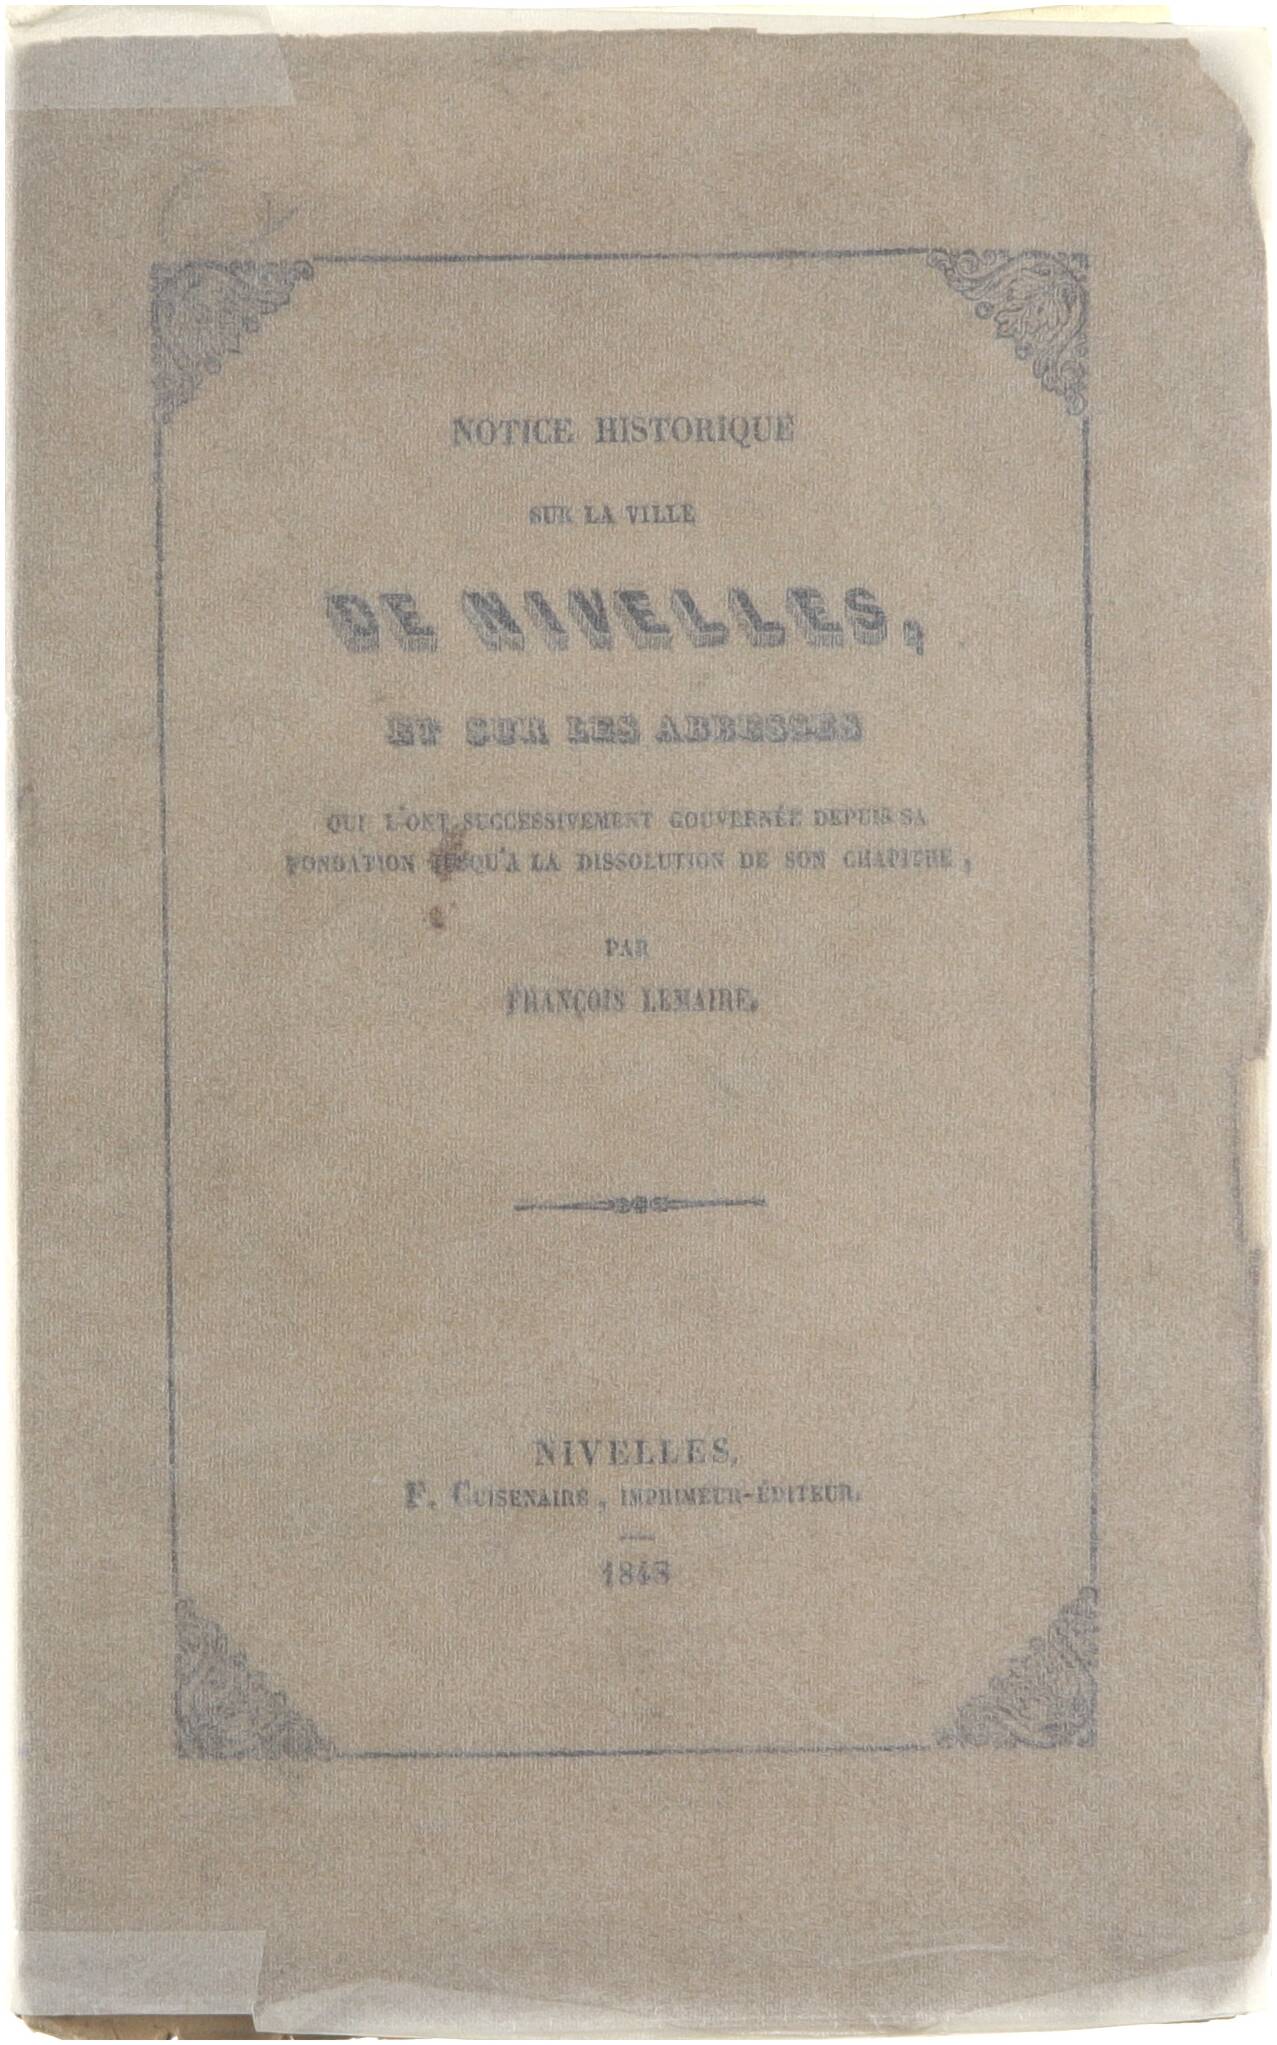 NOTICE HISTORIQUE
SUR LA VILLE
DE NIVELLES,
ET SUR LES ABBESSES
QUI L'ONT SUCCESSIVEMENT GOUVERNÉE DEPUIS SA
FONDATION JUSQU'A LA DISSOLUTION DE SON CHAPITRE,
PAR
FRANÇOIS LEMAIRE.
NIVELLES,
F. CUISENAIRE, IMPRIMEUR-ÉDITEUR.
1848